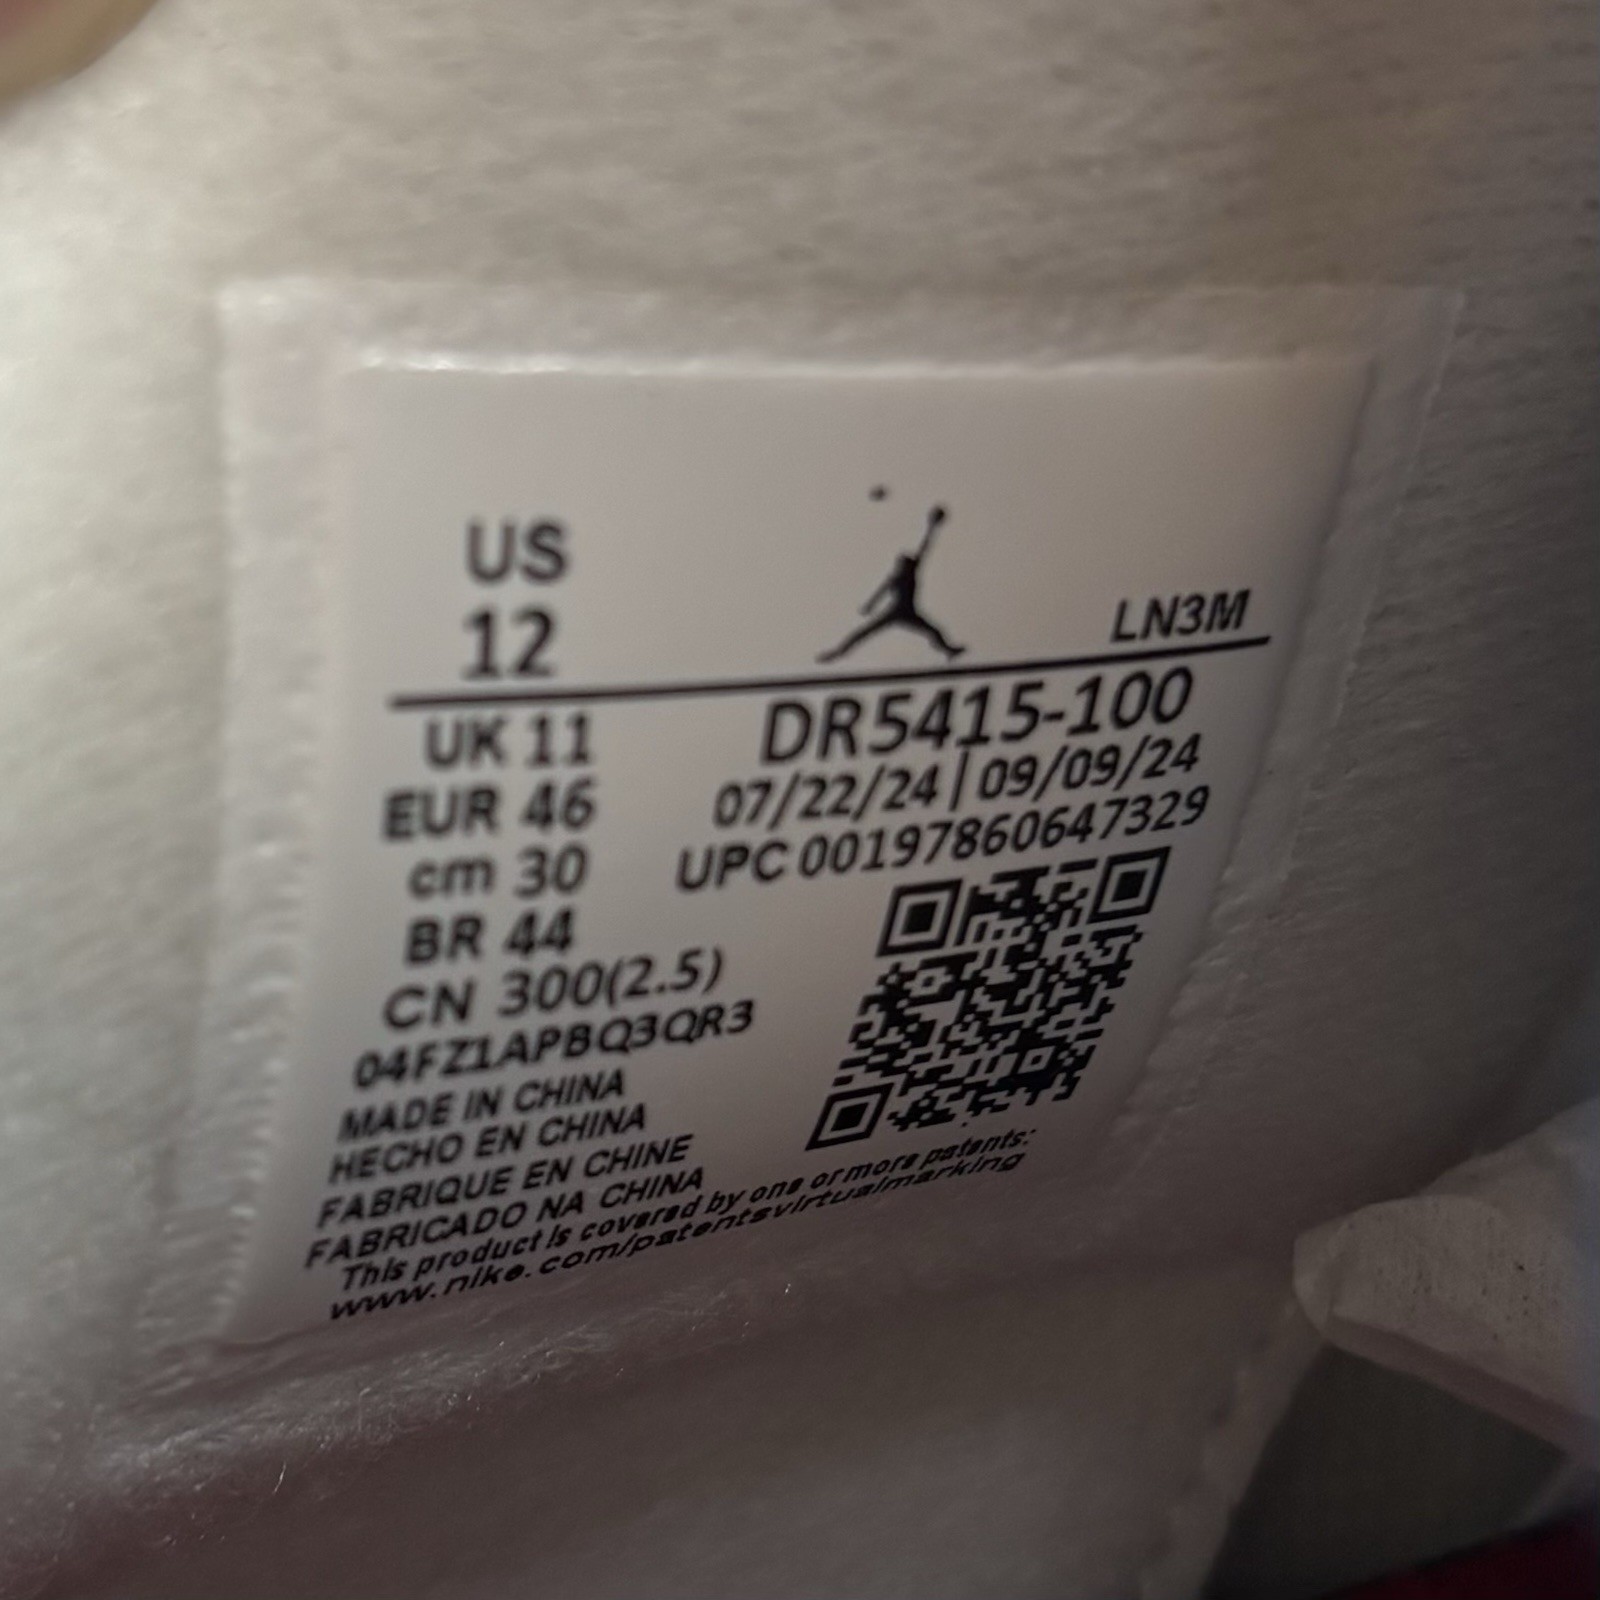 US
12
LN3M
UK 11
DR5415-100
EUR 46
07/22/24 | 09/09/24
cm 30
UPC 00197860647329
BR 44
CN 300(2.5)
04FZ1APBQ3QR3
MADE IN CHINA
HECHO EN CHINA
FABRIQUE EN CHINE
FABRICADO NA CHINA
This product is covered by one or more patents:
www.nike.com/patentsvirtualmarking